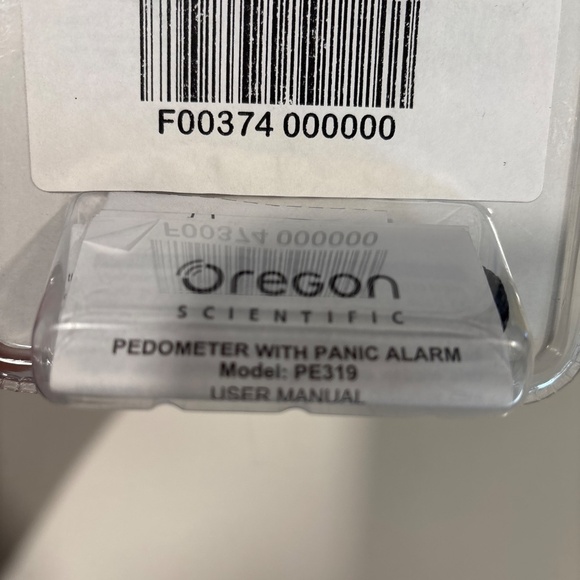 F00374 000000
F00374 000000
Oregon
SCIENTIFIC
PEDOMETER WITH PANIC ALARM
Model: PE319
USER MANUAL